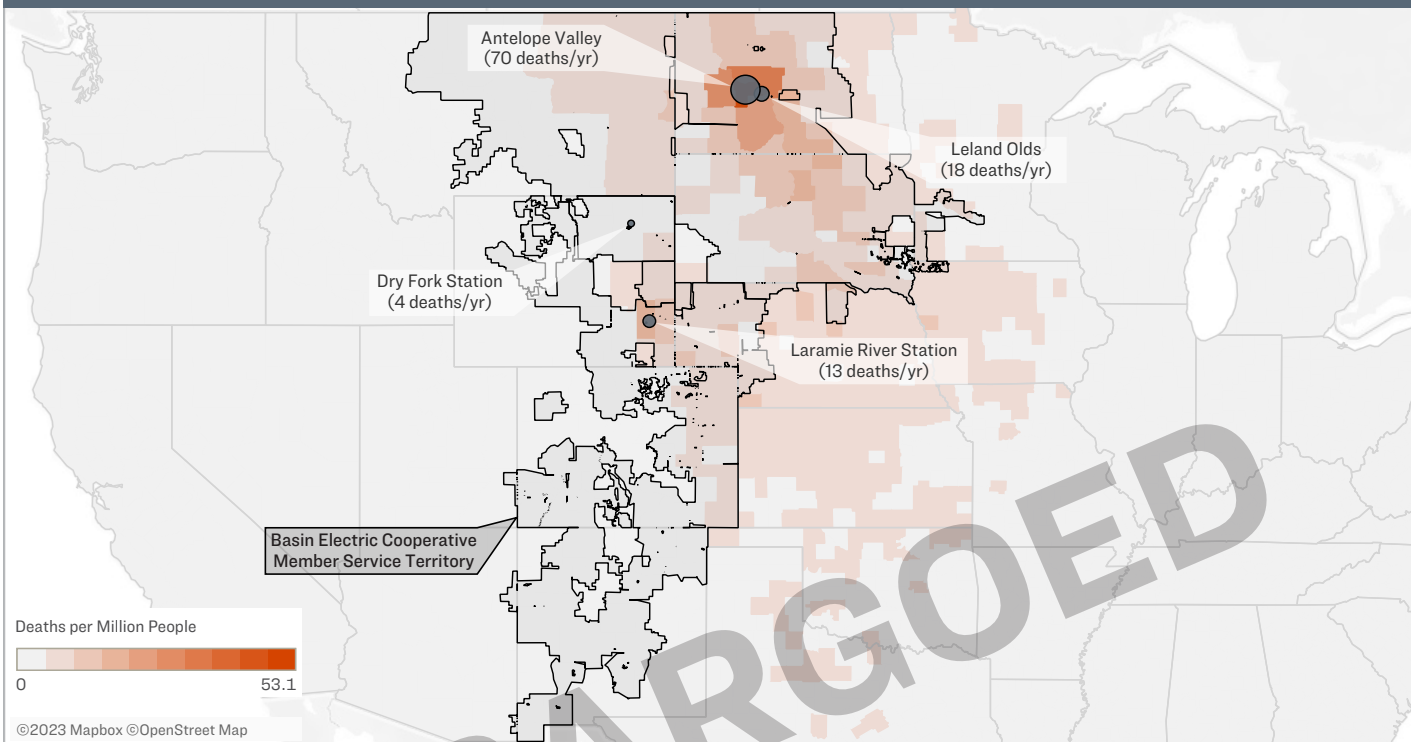 Antelope Valley
(70 deaths/yr)
Leland Olds
(18 deaths/yr)
Dry Fork Station
(4 deaths/yr)
Laramie River Station
(13 deaths/yr)
Basin Electric Cooperative
Member Service Territory
Deaths per Million People
0 53.1
©2023 Mapbox ©OpenStreet Map
ARGOED